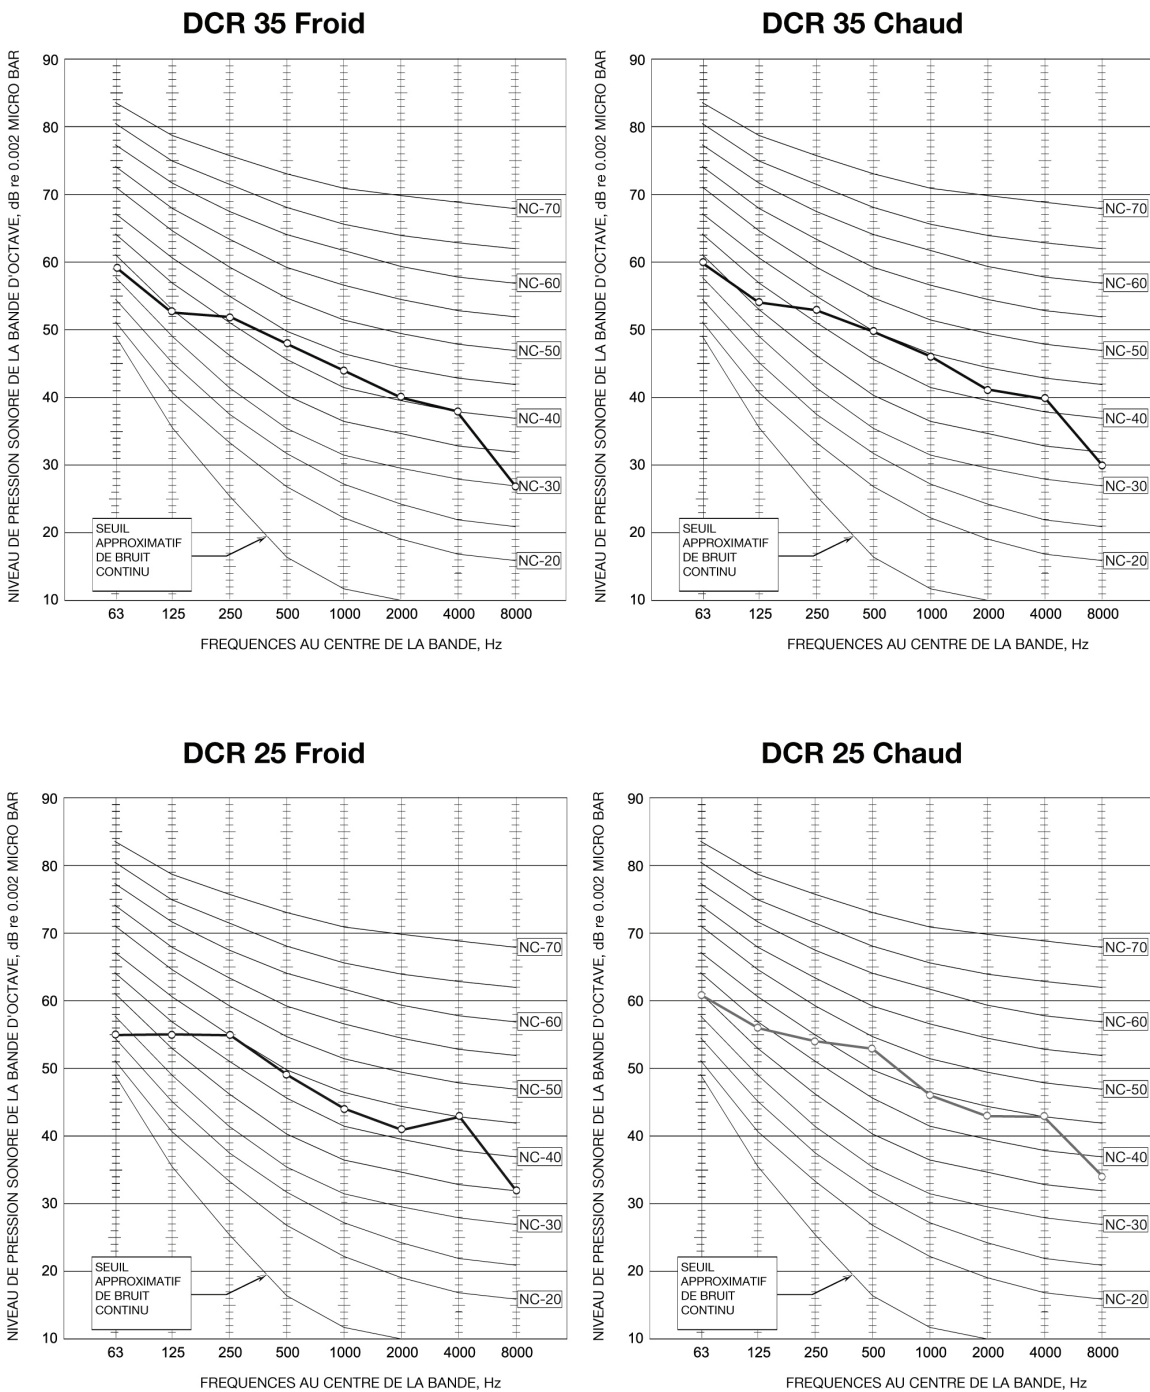 DCR 35 Froid
NIVEAU DE PRESSION SONORE DE LA BANDE D'OCTAVE, dB re 0.002 MICRO BAR
90
80
70
60
50
40
30
20
10
NC-70
NC-60
NC-50
NC-40
NC-30
NC-20
SEUIL
APPROXIMATIF
DE BRUIT
CONTINU
63 125 250 500 1000 2000 4000 8000
FREQUENCES AU CENTRE DE LA BANDE, Hz
DCR 35 Chaud
NIVEAU DE PRESSION SONORE DE LA BANDE D'OCTAVE, dB re 0.002 MICRO BAR
90
80
70
60
50
40
30
20
10
NC-70
NC-60
NC-50
NC-40
NC-30
NC-20
SEUIL
APPROXIMATIF
DE BRUIT
CONTINU
63 125 250 500 1000 2000 4000 8000
FREQUENCES AU CENTRE DE LA BANDE, Hz
DCR 25 Froid
NIVEAU DE PRESSION SONORE DE LA BANDE D'OCTAVE, dB re 0.002 MICRO BAR
90
80
70
60
50
40
30
20
10
NC-70
NC-60
NC-50
NC-40
NC-30
NC-20
SEUIL
APPROXIMATIF
DE BRUIT
CONTINU
63 125 250 500 1000 2000 4000 8000
FREQUENCES AU CENTRE DE LA BANDE, Hz
DCR 25 Chaud
NIVEAU DE PRESSION SONORE DE LA BANDE D'OCTAVE, dB re 0.002 MICRO BAR
90
80
70
60
50
40
30
20
10
NC-70
NC-60
NC-50
NC-40
NC-30
NC-20
SEUIL
APPROXIMATIF
DE BRUIT
CONTINU
63 125 250 500 1000 2000 4000 8000
FREQUENCES AU CENTRE DE LA BANDE, Hz